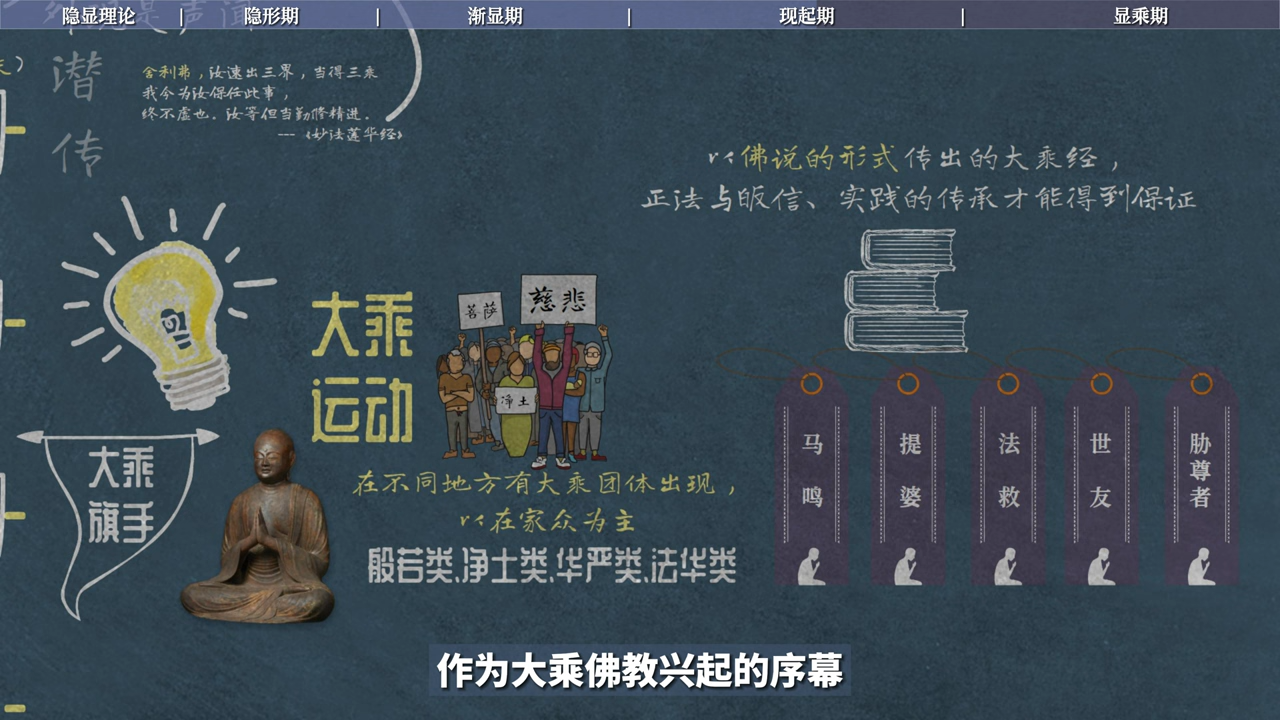 隐显理论 | 隐形期 | 渐显期 | 现起期 | 显乘期
潜传
舍利弗，汝速出三界，当得三乘
我今为汝保任此事，
终不虚也。汝等但当勤修精进。
---《妙法莲华经》
以佛说的形式传出的大乘经，
正法与皈信、实践的传承才能得到保证
大乘
运动
菩萨
慈悲
净土
大乘
旗手
在不同地方有大乘团体出现，
以在家众为主
般若类、净土类、华严类、法华类
马鸣
提婆
法救
世友
胁尊者
作为大乘佛教兴起的序幕